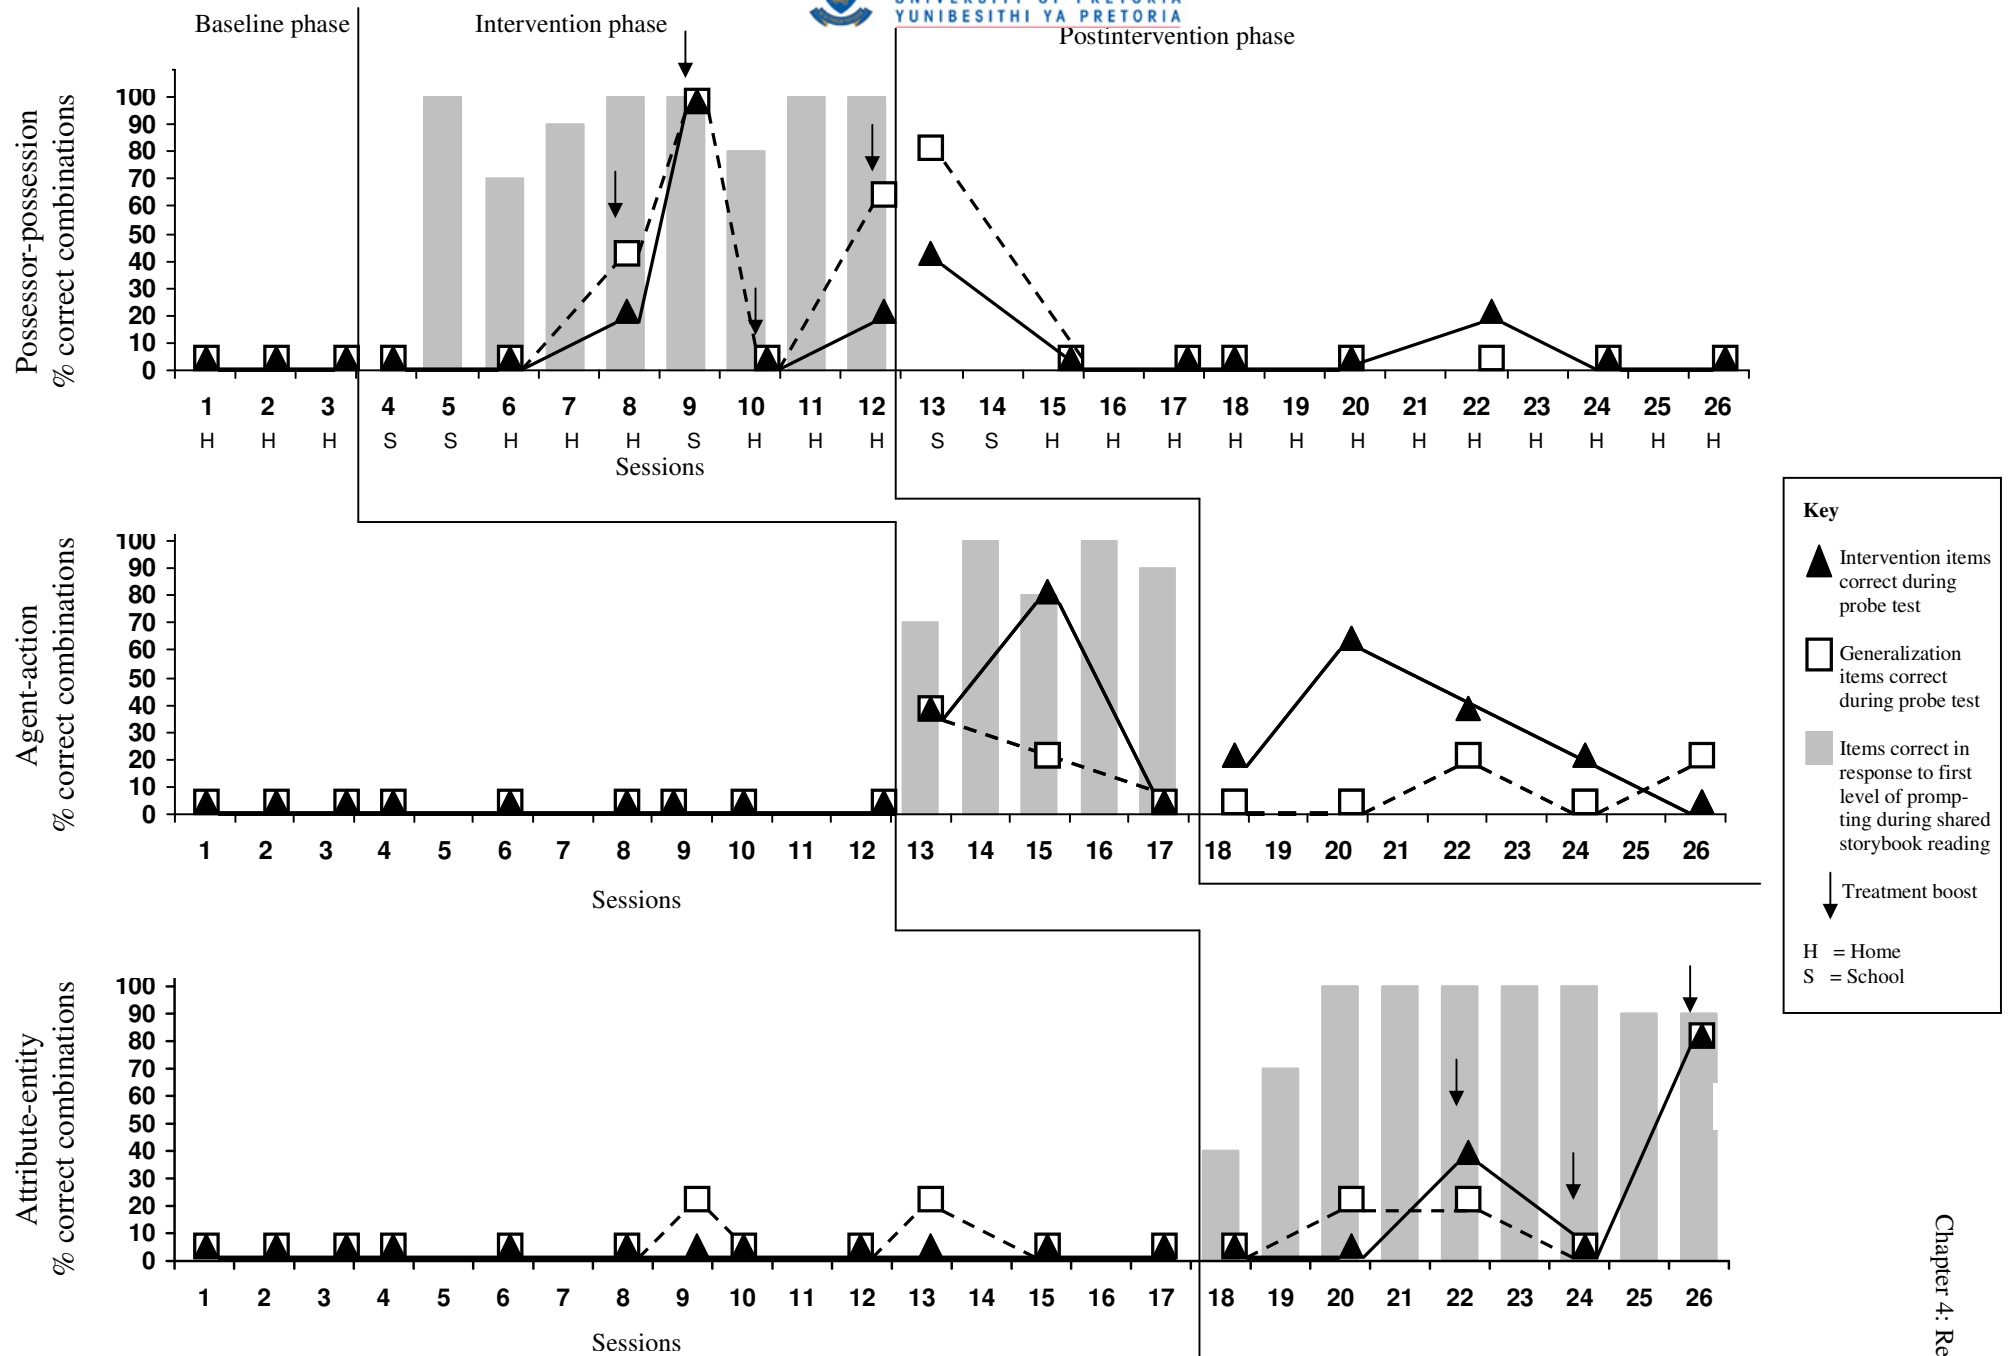 UNIVERSITY OF PRETORIA
YUNIBESITHI YA PRETORIA
Baseline phase
Intervention phase
Postintervention phase
Possessor-possession
% correct combinations
100
90
80
70
60
50
40
30
20
10
0
1 2 3 4 5 6 7 8 9 10 11 12 13 14 15 16 17 18 19 20 21 22 23 24 25 26
H H H S S H H H S H H H S S H H H H H H H H H H H H
Sessions
Agent-action
% correct combinations
100
90
80
70
60
50
40
30
20
10
0
1 2 3 4 5 6 7 8 9 10 11 12 13 14 15 16 17 18 19 20 21 22 23 24 25 26
Sessions
Attribute-entity
% correct combinations
100
90
80
70
60
50
40
30
20
10
0
1 2 3 4 5 6 7 8 9 10 11 12 13 14 15 16 17 18 19 20 21 22 23 24 25 26
Sessions
Key
Intervention items
correct during
probe test
Generalization
items correct
during probe test
Items correct in
response to first
level of promp-
ting during shared
storybook reading
Treatment boost
H = Home
S = School
Chapter 4: Re